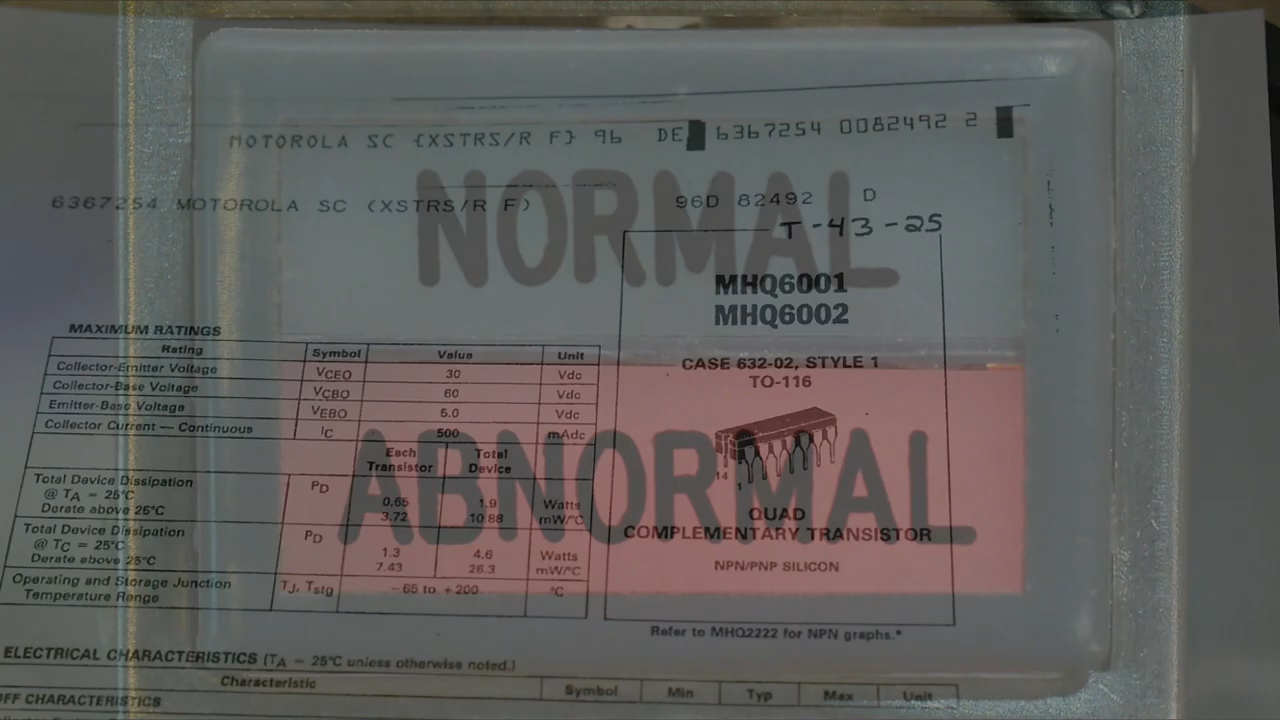 MOTOROLA SC {XSTRS/R F} 96 DE 6367254 0082492 2
6367254 MOTOROLA SC (XSTRS/R F) 96D 82492 D
T-43-25
NORMAL
MHQ6001
MHQ6002
CASE 632-02, STYLE 1
TO-116
14
1
QUAD
COMPLEMENTARY TRANSISTOR
NPN/PNP SILICON
Refer to MHQ2222 for NPN graphs.*
ABNORMAL
MAXIMUM RATINGS
Rating Symbol Value Unit
Collector-Emitter Voltage VCEO 30 Vdc
Collector-Base Voltage VCBO 60 Vdc
Emitter-Base Voltage VEBO 5.0 Vdc
Collector Current — Continuous IC 500 mAdc
Each Transistor Total Device
Total Device Dissipation PD
@ TA = 25°C 0.65 1.9 Watts
Derate above 25°C 3.72 10.88 mW/°C
Total Device Dissipation PD
@ TC = 25°C 1.3 4.6 Watts
Derate above 25°C 7.43 26.3 mW/°C
Operating and Storage Junction TJ, Tstg -65 to +200 °C
Temperature Range
ELECTRICAL CHARACTERISTICS (TA = 25°C unless otherwise noted.)
Characteristic Symbol Min Typ Max Unit
OFF CHARACTERISTICS